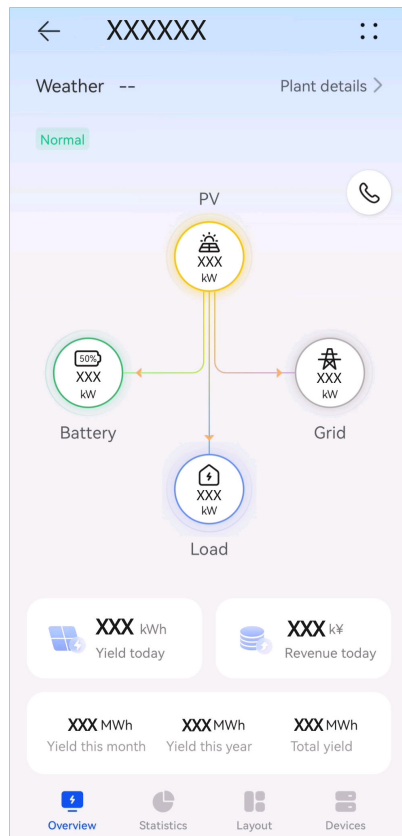 XXXXXX
Weather --
Plant details
Normal
PV
XXX
kW
50%
XXX
kW
XXX
kW
Battery
Grid
XXX
kW
Load
XXX kWh
Yield today
XXX k¥
Revenue today
XXX MWh
Yield this month
XXX MWh
Yield this year
XXX MWh
Total yield
Overview
Statistics
Layout
Devices